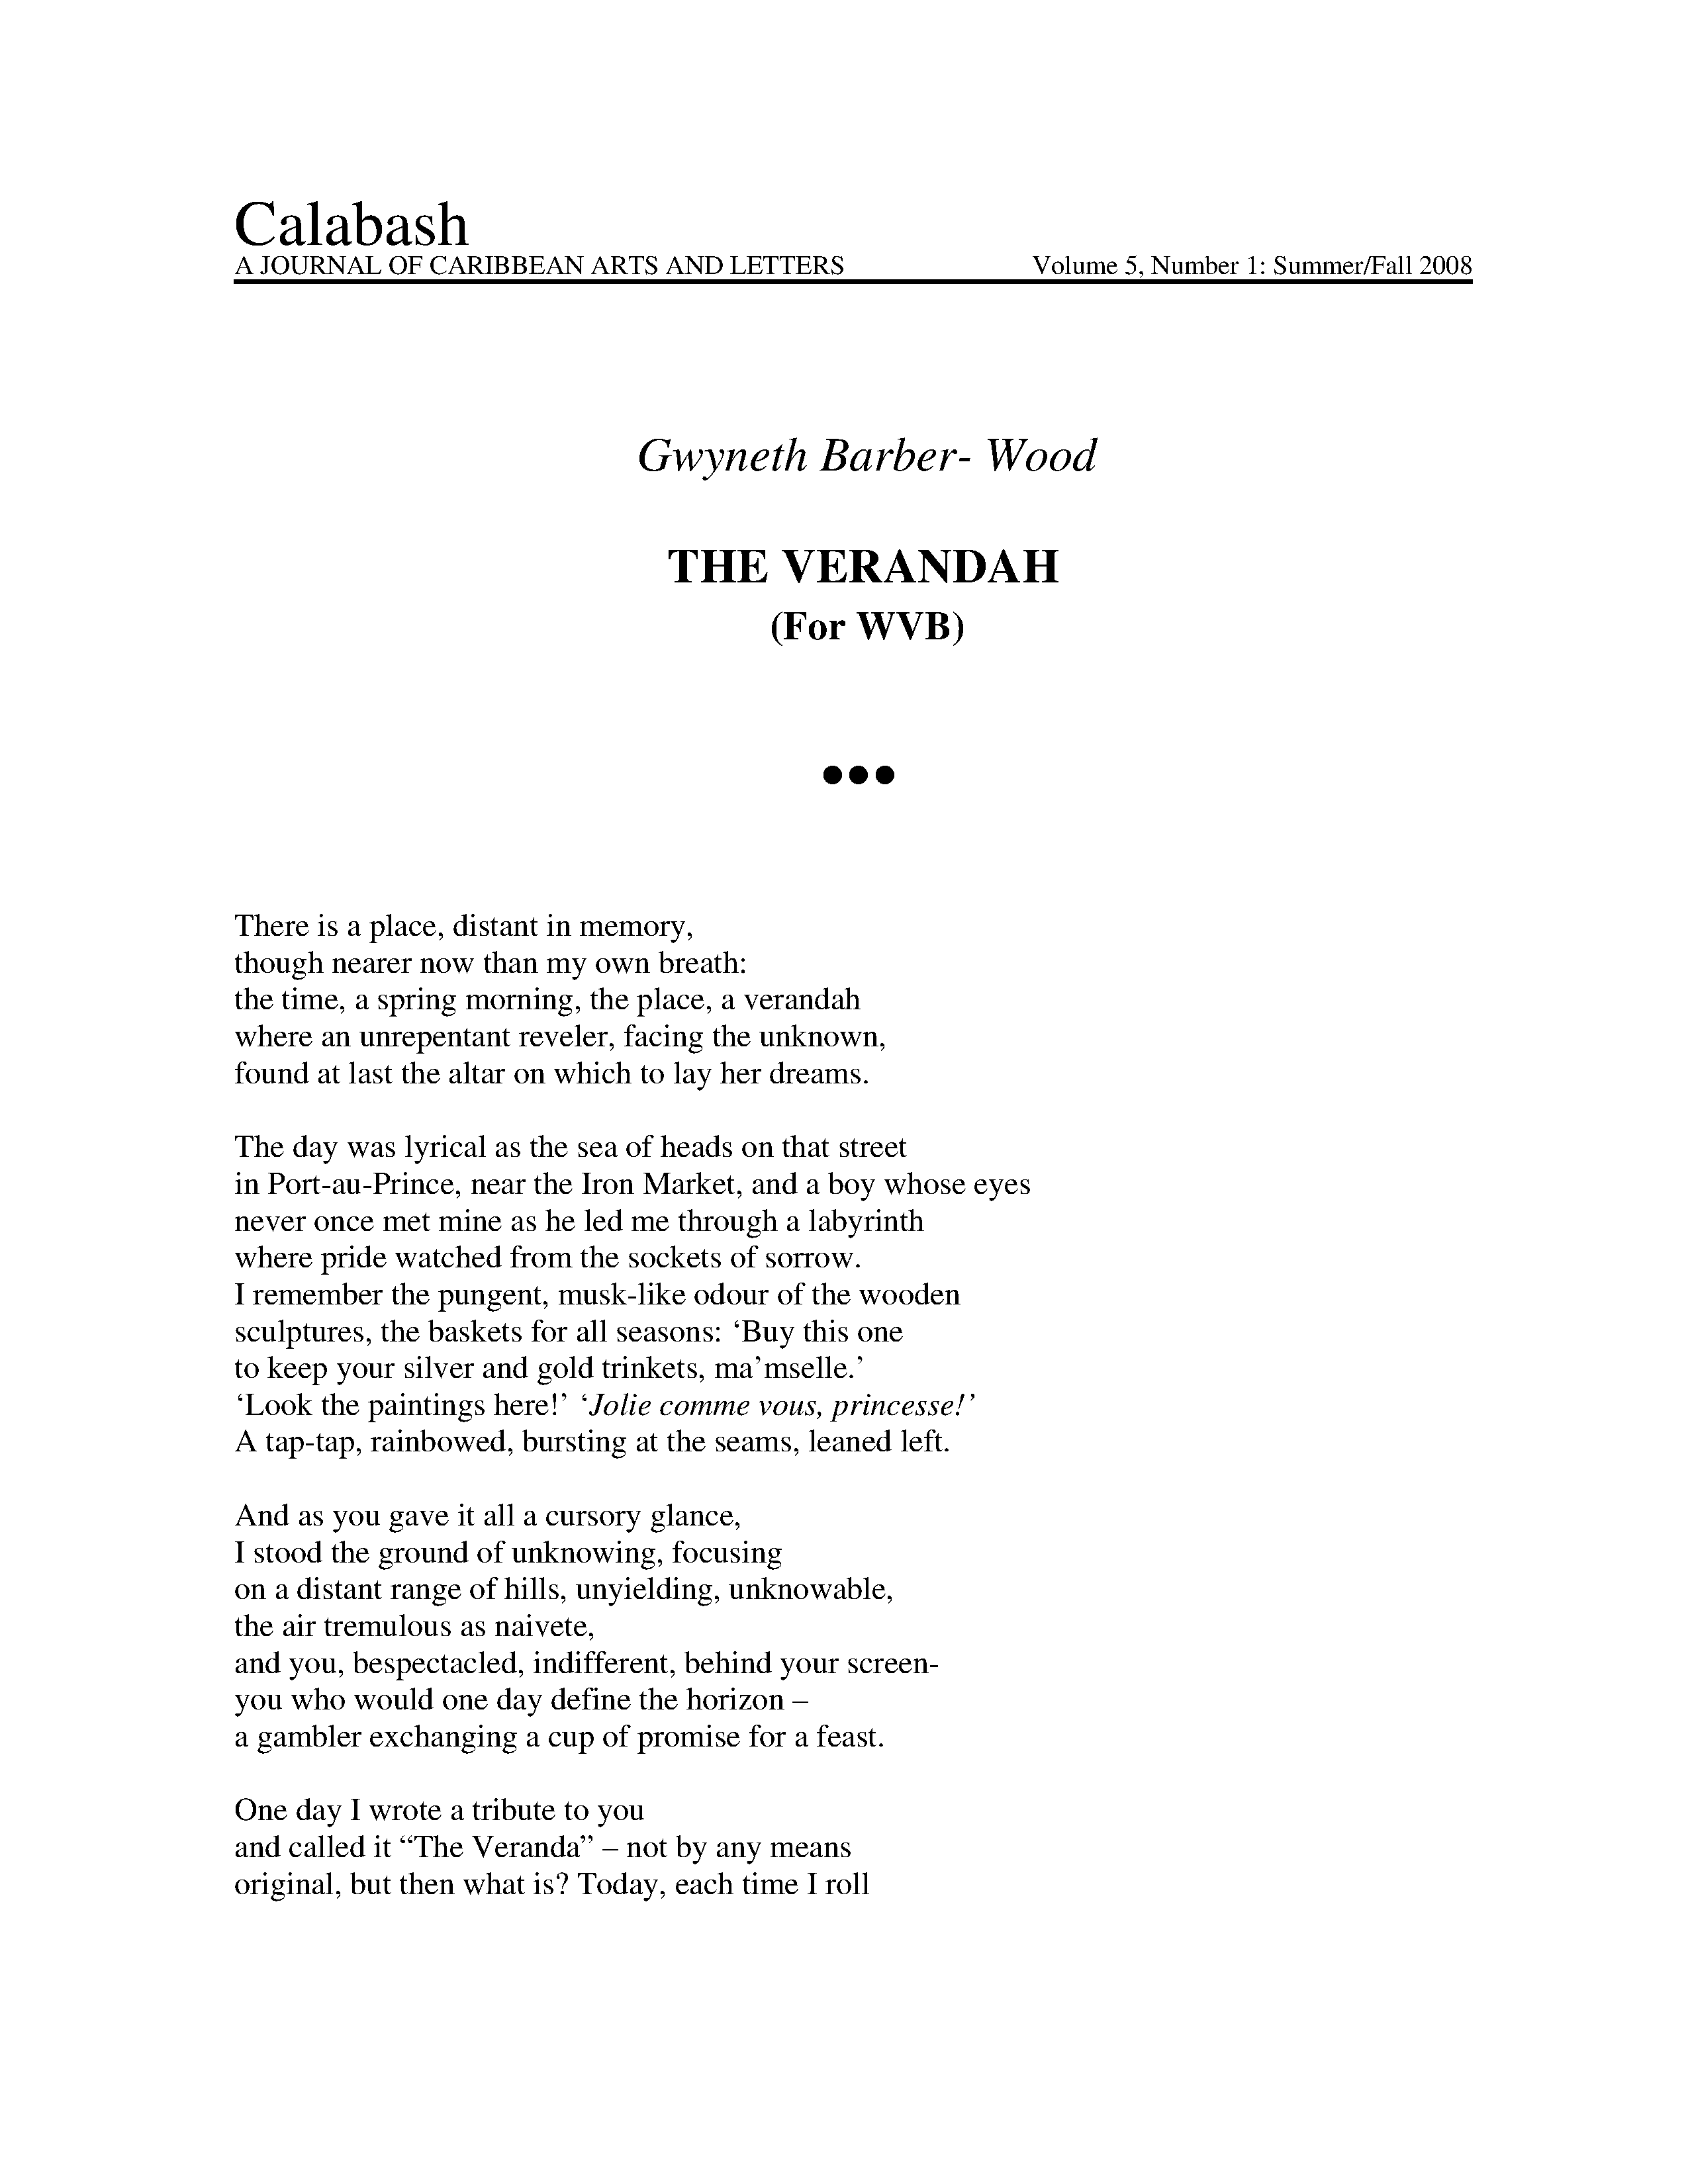 Calabash
A JOURNAL OF CARIBBEAN ARTS AND LETTERS Volume 5, Number 1: Summer/Fall 2008
Gwyneth Barber- Wood
THE VERANDAH
(For WVB)
●●●
There is a place, distant in memory,
though nearer now than my own breath:
the time, a spring morning, the place, a verandah
where an unrepentant reveler, facing the unknown,
found at last the altar on which to lay her dreams.
The day was lyrical as the sea of heads on that street
in Port-au-Prince, near the Iron Market, and a boy whose eyes
never once met mine as he led me through a labyrinth
where pride watched from the sockets of sorrow.
I remember the pungent, musk-like odour of the wooden
sculptures, the baskets for all seasons: ‘Buy this one
to keep your silver and gold trinkets, ma’mselle.’
‘Look the paintings here!’ ‘Jolie comme vous, princesse!’
A tap-tap, rainbowed, bursting at the seams, leaned left.
And as you gave it all a cursory glance,
I stood the ground of unknowing, focusing
on a distant range of hills, unyielding, unknowable,
the air tremulous as naivete,
and you, bespectacled, indifferent, behind your screen-
you who would one day define the horizon –
a gambler exchanging a cup of promise for a feast.
One day I wrote a tribute to you
and called it “The Veranda” – not by any means
original, but then what is? Today, each time I roll